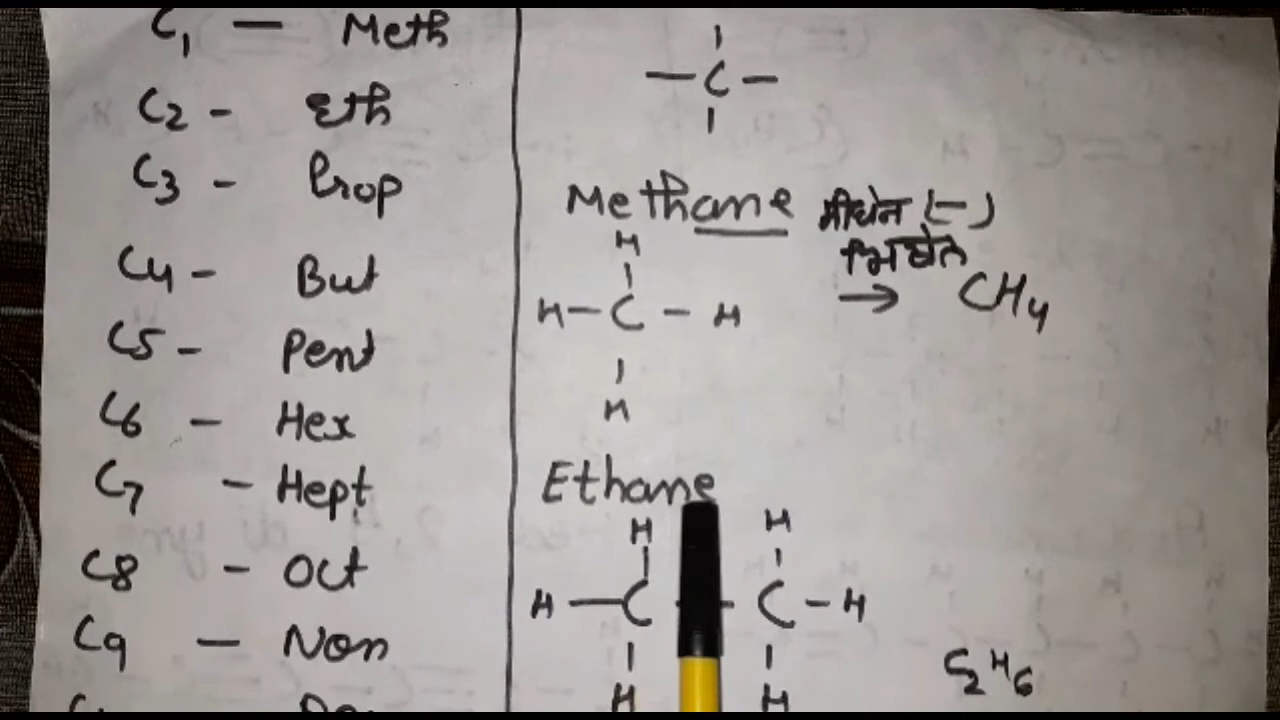 C1 — Meth
C2 - Eth
C3 - Prop
C4 - But
C5 - Pent
C6 - Hex
C7 - Hept
C8 - Oct
C9 - Non
— C —
Methane मीथेन (-)
मिथेन
H
H — C — H → CH4
H
Ethane
H H
H — C — C — H
H H
C2H6